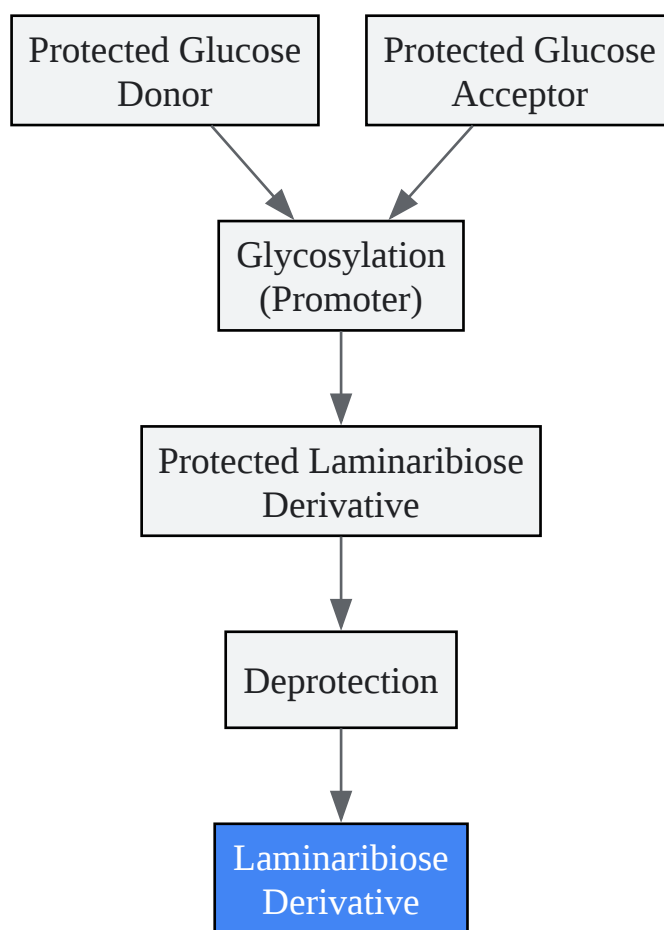 Protected Glucose
Donor
Protected Glucose
Acceptor
Glycosylation
(Promoter)
Protected Laminaribiose
Derivative
Deprotection
Laminaribiose
Derivative